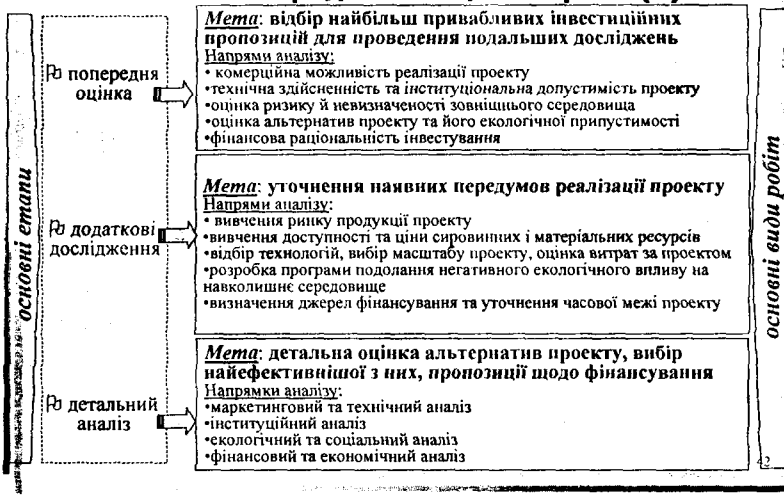 основні етапи
попередня
оцінка
Мета: відбір найбільш привабливих інвестиційних
пропозицій для проведення подальших досліджень
Напрями аналізу:
• комерційна можливість реалізації проекту
•технічна здійсненність та інституціональна допустимість проекту
•оцінка ризику й невизначеності зовнішнього середовища
•оцінка альтернатив проекту та його екологічної припустимості
•фінансова раціональність інвестування
додаткові
дослідження
Мета: уточнення наявних передумов реалізації проекту
Напрями аналізу:
• вивчення ринку продукції проекту
•вивчення доступності та ціни сировинних і матеріальних ресурсів
•відбір технологій, вибір масштабу проекту, оцінка витрат за проектом
•розробка програми подолання негативного екологічного впливу на
навколишнє середовище
•визначення джерел фінансування та уточнення часової межі проекту
детальний
аналіз
Мета: детальна оцінка альтернатив проекту, вибір
найефективнішої з них, пропозиції щодо фінансування
Напрямки аналізу:
•маркетинговий та технічний аналіз
•інституційний аналіз
•екологічний та соціальний аналіз
•фінансовий та економічний аналіз
основні види робіт
42